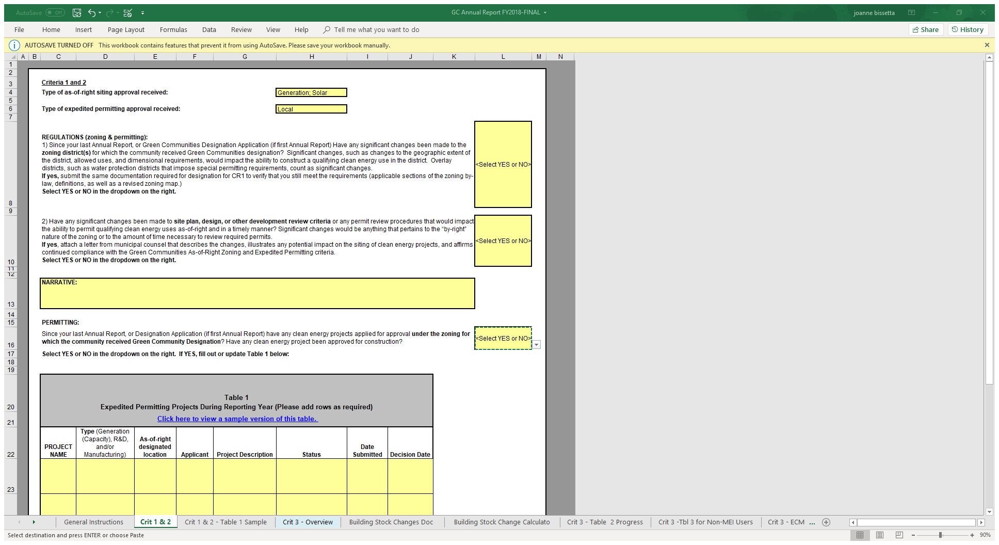 AutoSave Off
GC Annual Report FY2018-FINAL
joanne bissetta
File Home Insert Page Layout Formulas Data Review View Help Tell me what you want to do
Share History
AUTOSAVE TURNED OFF This workbook contains features that prevent it from using AutoSave. Please save your workbook manually.
A B C D E F G H I J K L M N
1
2
3 Criteria 1 and 2
4 Type of as-of-right siting approval received: Generation; Solar
5
6 Type of expedited permitting approval received: Local
7
REGULATIONS (zoning & permitting):
1) Since your last Annual Report, or Green Communities Designation Application (if first Annual Report) Have any significant changes been made to the
zoning district(s) for which the community received Green Communities designation? Significant changes, such as changes to the geographic extent of
the district, allowed uses, and dimensional requirements, would impact the ability to construct a qualifying clean energy use in the district. Overlay
districts, such as water protection districts that impose special permitting requirements, count as significant changes.
<Select YES or NO>
If yes, submit the same documentation required for designation for CR1 to verify that you still meet the requirements (applicable sections of the zoning by-
law, definitions, as well as a revised zoning map.)
Select YES or NO in the dropdown on the right.
8
9
2) Have any significant changes been made to site plan, design, or other development review criteria or any permit review procedures that would impact
the ability to permit qualifying clean energy uses as-of-right and in a timely manner? Significant changes would be anything that pertains to the “by-right”
nature of the zoning or to the amount of time necessary to review required permits.
<Select YES or NO>
If yes, attach a letter from municipal counsel that describes the changes, illustrates any potential impact on the siting of clean energy projects, and affirms
continued compliance with the Green Communities As-of-Right Zoning and Expedited Permitting criteria.
Select YES or NO in the dropdown on the right.
10
11
12
NARRATIVE:
13
14
15 PERMITTING:
Since your last Annual Report, or Designation Application (if first Annual Report) have any clean energy projects applied for approval under the zoning for
which the community received Green Community Designation? Have any clean energy project been approved for construction?
<Select YES or NO>
16
17 Select YES or NO in the dropdown on the right. If YES, fill out or update Table 1 below:
18
19
Table 1
20 Expedited Permitting Projects During Reporting Year (Please add rows as required)
21 Click here to view a sample version of this table.
22
PROJECT NAME
Type (Generation (Capacity), R&D, and/or Manufacturing)
As-of-right designated location
Applicant
Project Description
Status
Date Submitted
Decision Date
23
General Instructions Crit 1 & 2 Crit 1 & 2 - Table 1 Sample Crit 3 - Overview Building Stock Changes Doc Building Stock Change Calculato Crit 3 - Table 2 Progress Crit 3 -Tbl 3 for Non-MEI Users Crit 3 - ECM ...
Select destination and press ENTER or choose Paste
90%